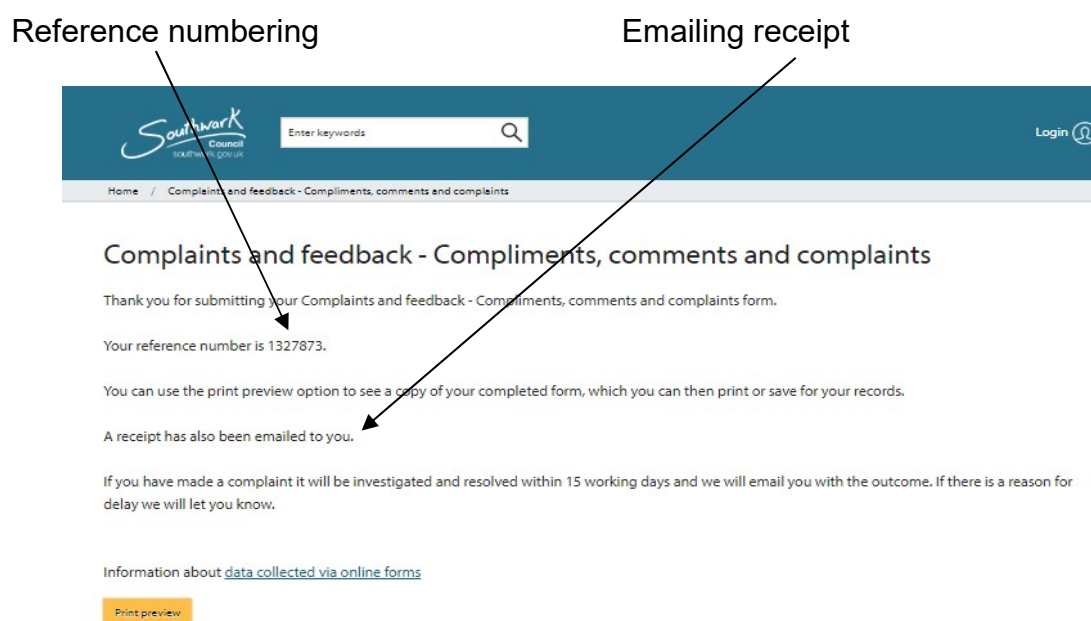 Reference numbering
Emailing receipt
Southwark
Council
southwark.gov.uk
Enter keywords
Login
Home / Complaints and feedback - Compliments, comments and complaints
Complaints and feedback - Compliments, comments and complaints
Thank you for submitting your Complaints and feedback - Compliments, comments and complaints form.
Your reference number is 1327873.
You can use the print preview option to see a copy of your completed form, which you can then print or save for your records.
A receipt has also been emailed to you.
If you have made a complaint it will be investigated and resolved within 15 working days and we will email you with the outcome. If there is a reason for
delay we will let you know.
Information about data collected via online forms
Print preview